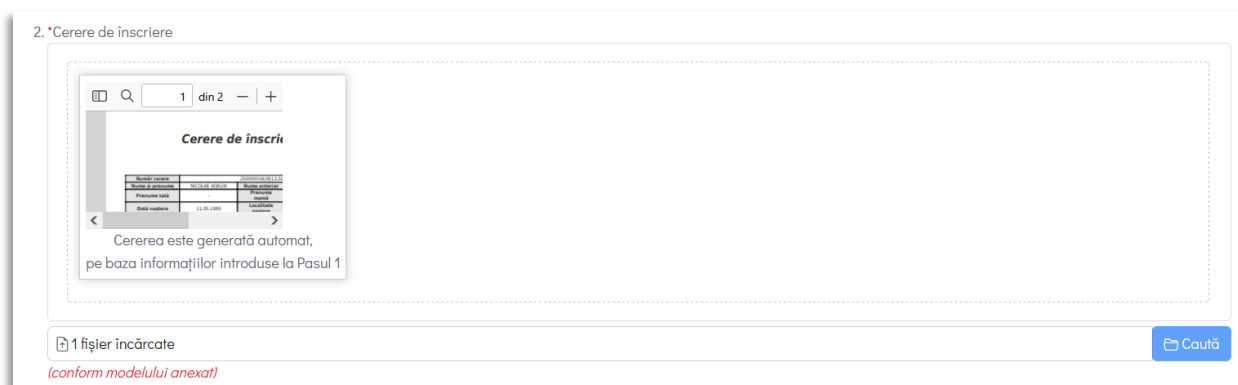 2. *Cerere de înscriere
1 din 2
Cerere de înscrie
Număr cerere
Nume și prenume NICOLAE ADELIN Nume anterior
Prenume tată - Prenume mamă
Dată naștere 11.05.1989 Localitate naștere
Cererea este generată automat,
pe baza informațiilor introduse la Pasul 1
1 fișier încărcate
Caută
(conform modelului anexat)